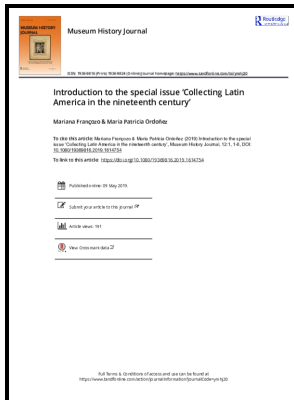 Routledge
MUSEUM HISTORY
JOURNAL
Museum History Journal
ISSN: 1936-9816 (Print) 1936-9824 (Online) Journal homepage: https://www.tandfonline.com/loi/ymhj20
Introduction to the special issue ‘Collecting Latin
America in the nineteenth century’
Mariana Françozo & Maria Patricia Ordoñez
To cite this article: Mariana Françozo & Maria Patricia Ordoñez (2019) Introduction to the special
issue ‘Collecting Latin America in the nineteenth century’, Museum History Journal, 12:1, 1-6, DOI:
10.1080/19369816.2019.1614754
To link to this article: https://doi.org/10.1080/19369816.2019.1614754
Published online: 09 May 2019.
Submit your article to this journal
Article views: 191
View Crossmark data
Full Terms & Conditions of access and use can be found at
https://www.tandfonline.com/action/journalInformation?journalCode=ymhj20